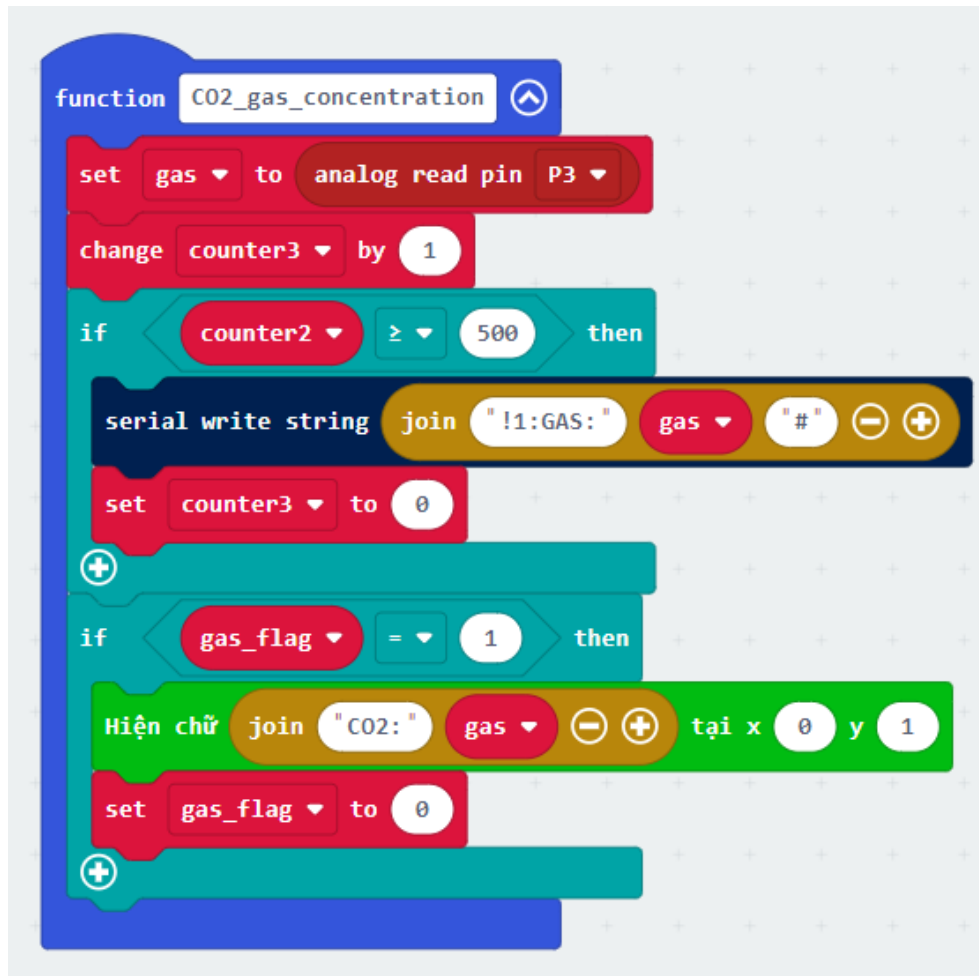 function CO2_gas_concentration
set gas to analog read pin P3
change counter3 by 1
if counter2 ≥ 500 then
serial write string join "!1:GAS:" gas "#"
set counter3 to 0
if gas_flag = 1 then
Hiện chữ join "CO2:" gas tại x 0 y 1
set gas_flag to 0